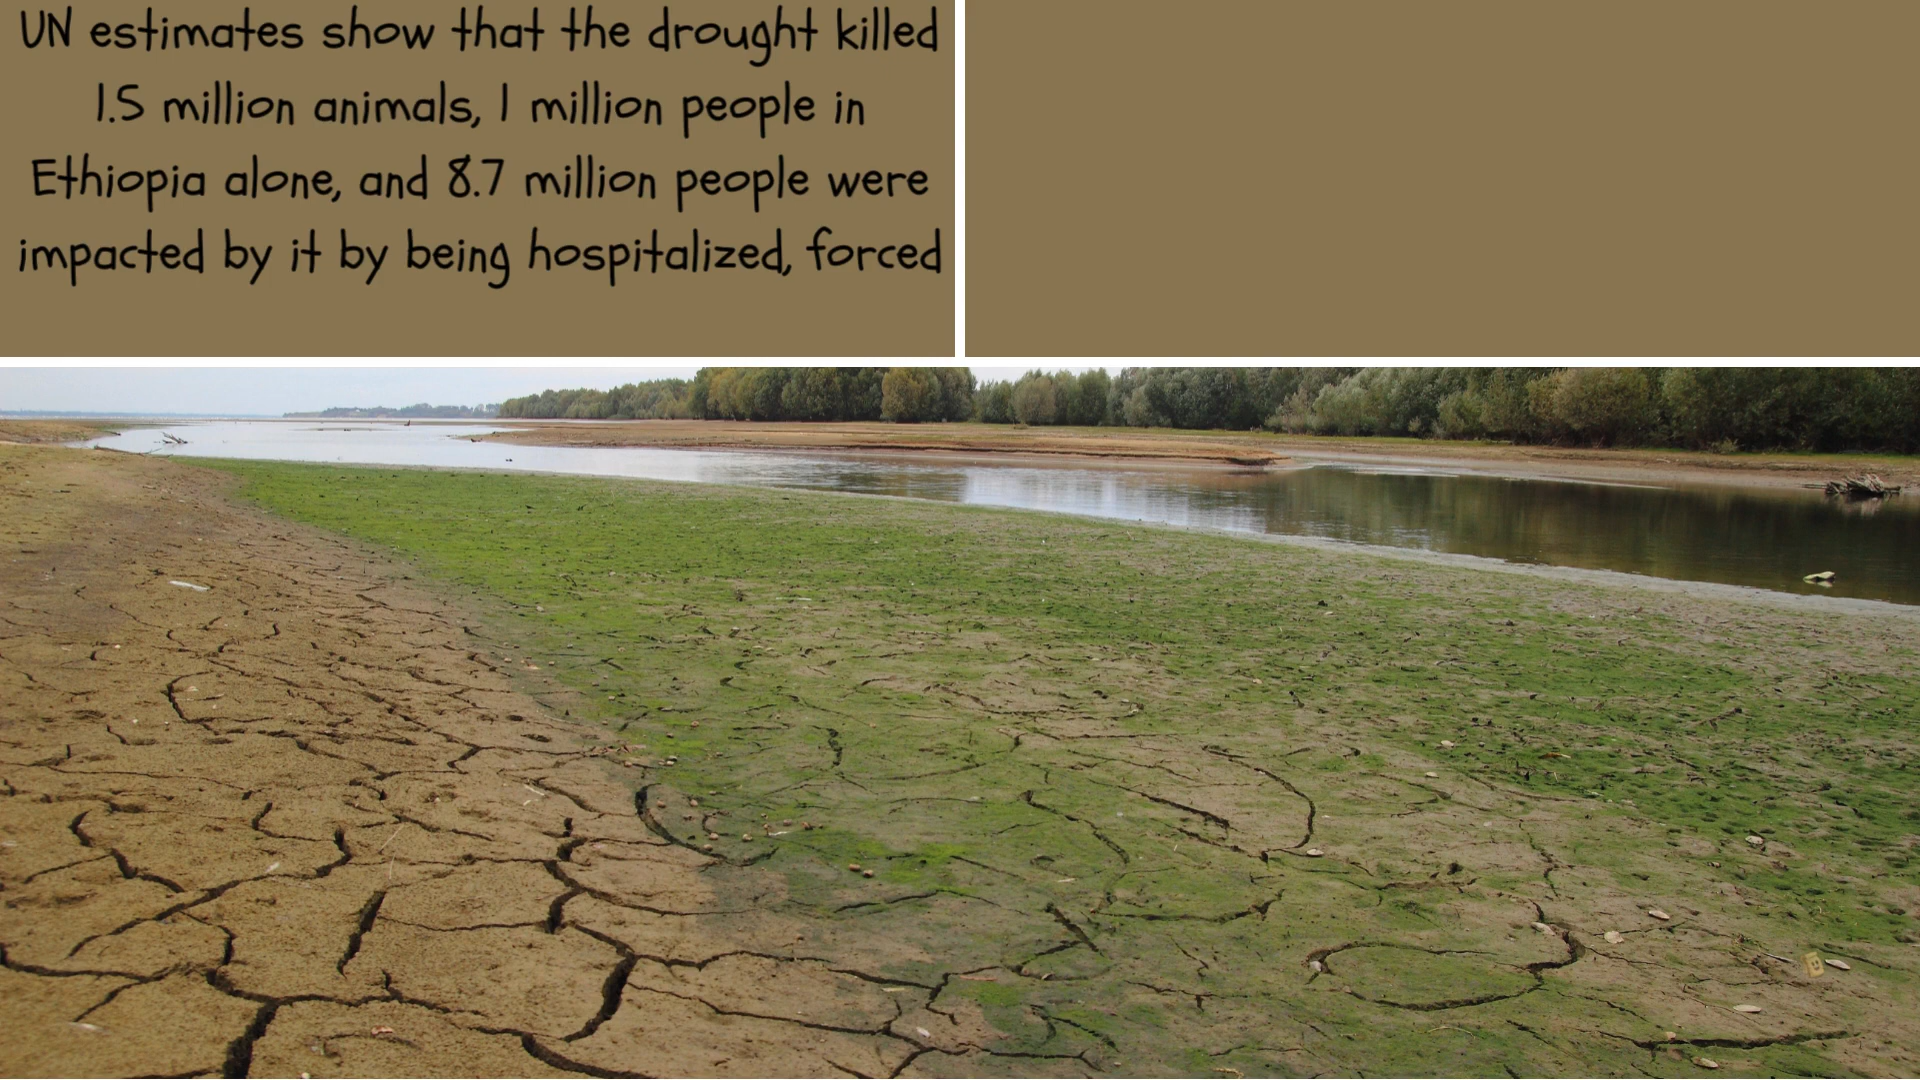 UN estimates show that the drought killed
1.5 million animals, 1 million people in
Ethiopia alone, and 8.7 million people were
impacted by it by being hospitalized, forced